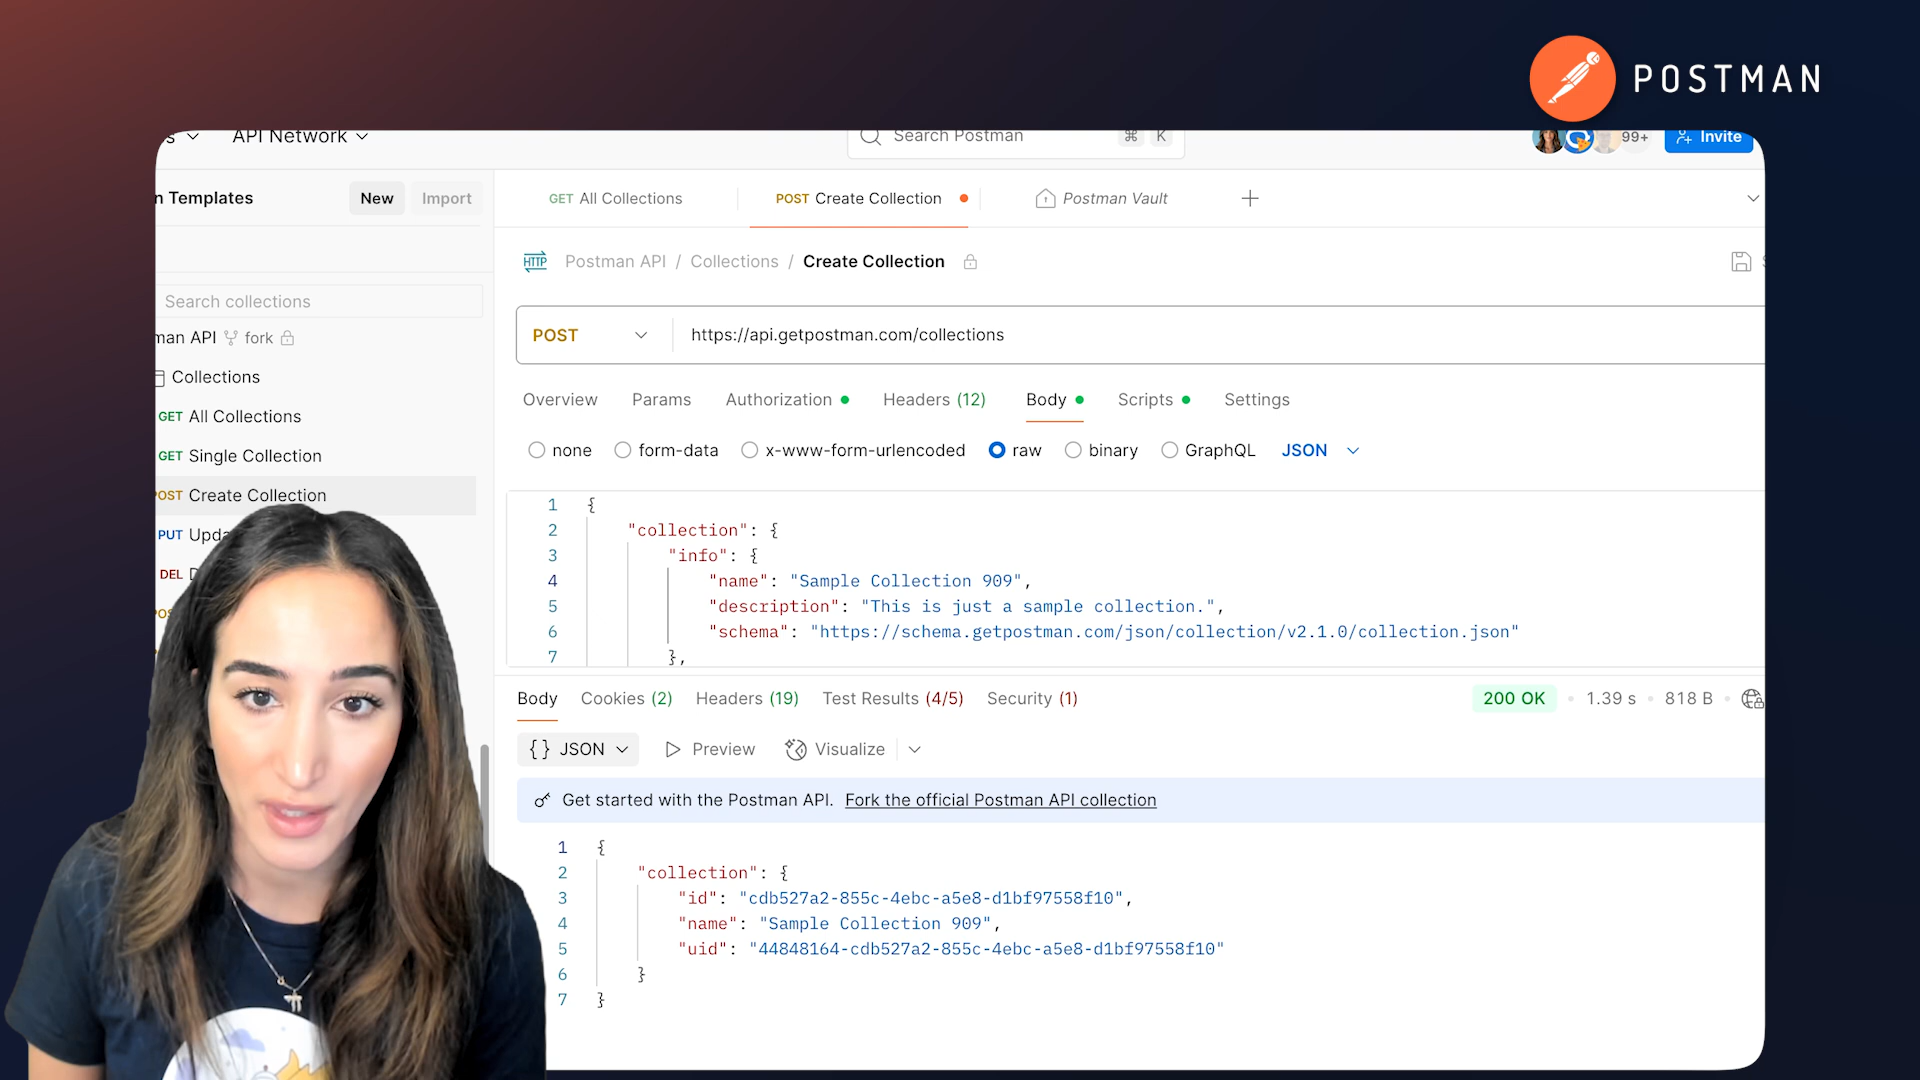 POSTMAN
API Network
Search Postman ⌘ K
99+
Invite
n Templates
New
Import
GET All Collections
POST Create Collection
Postman Vault
HTTP Postman API / Collections / Create Collection
Search collections
man API fork
POST
https://api.getpostman.com/collections
Collections
GET All Collections
GET Single Collection
OST Create Collection
PUT Upda
DEL
Overview Params Authorization Headers (12) Body Scripts Settings
none form-data x-www-form-urlencoded raw binary GraphQL JSON
1 {
2 "collection": {
3 "info": {
4 "name": "Sample Collection 909",
5 "description": "This is just a sample collection.",
6 "schema": "https://schema.getpostman.com/json/collection/v2.1.0/collection.json"
7 },
Body Cookies (2) Headers (19) Test Results (4/5) Security (1)
200 OK • 1.39 s • 818 B •
{} JSON Preview Visualize
Get started with the Postman API. Fork the official Postman API collection
1 {
2 "collection": {
3 "id": "cdb527a2-855c-4ebc-a5e8-d1bf97558f10",
4 "name": "Sample Collection 909",
5 "uid": "44848164-cdb527a2-855c-4ebc-a5e8-d1bf97558f10"
6 }
7 }